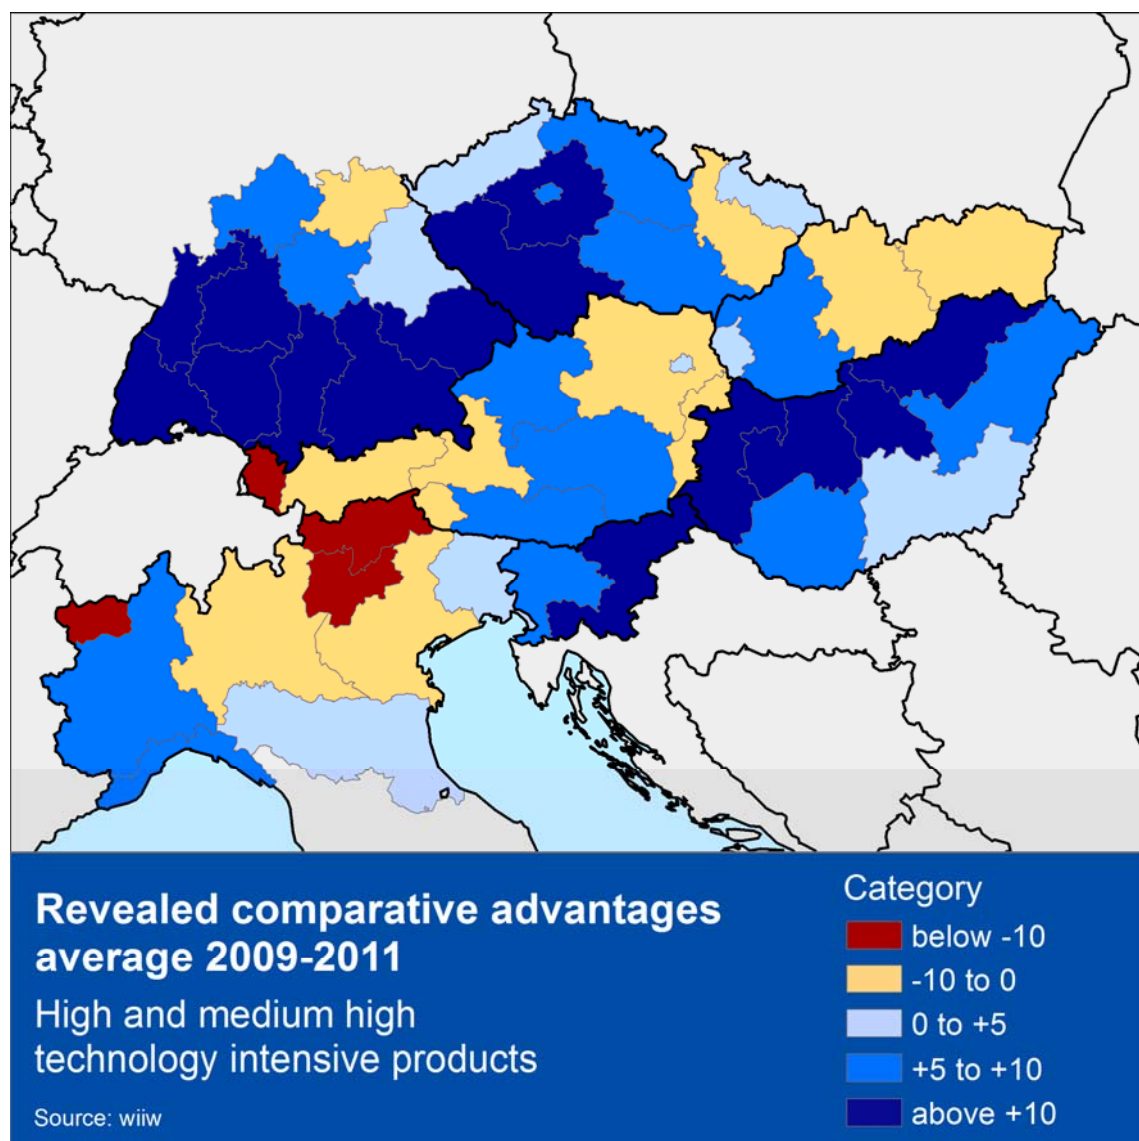 Revealed comparative advantages
average 2009-2011
High and medium high
technology intensive products
Source: wiiw
Category
below -10
-10 to 0
0 to +5
+5 to +10
above +10